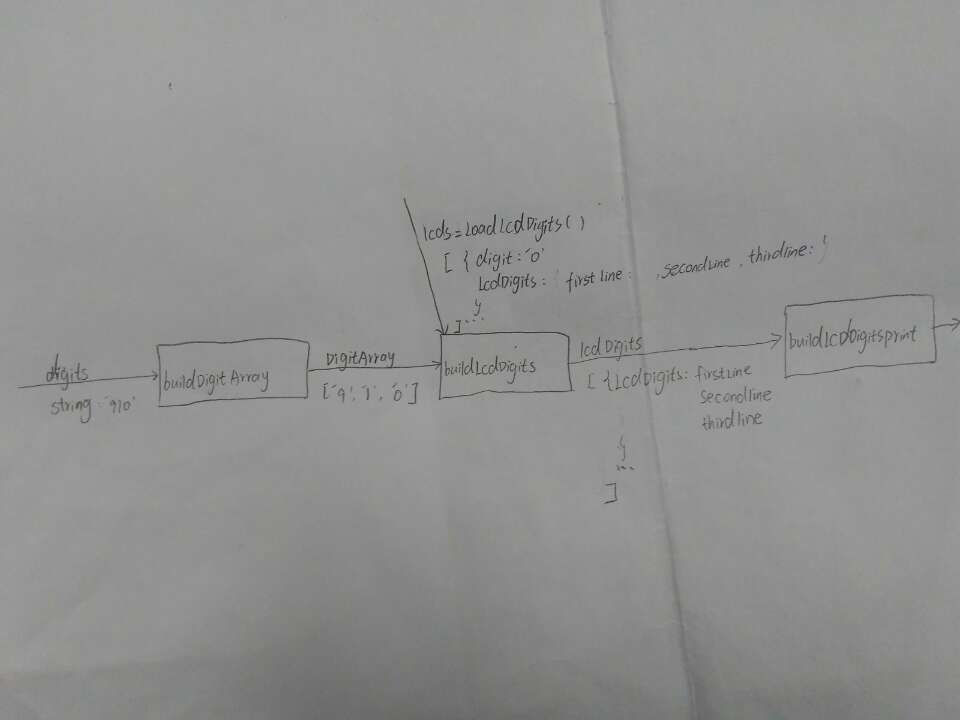 lcds=LoadLcdDigits()
[ { digit: '0'
LcdDigits: { first line: , secondLine , thirdline: }
}
] ...
digits
string: '910'
buildDigitArray
DigitArray
['9','1','0']
buildLcdDigits
lcdDigits
[ { LcdDigits: firstLine
secondline
thirdline
}
...
]
buildLcdDigitsprint